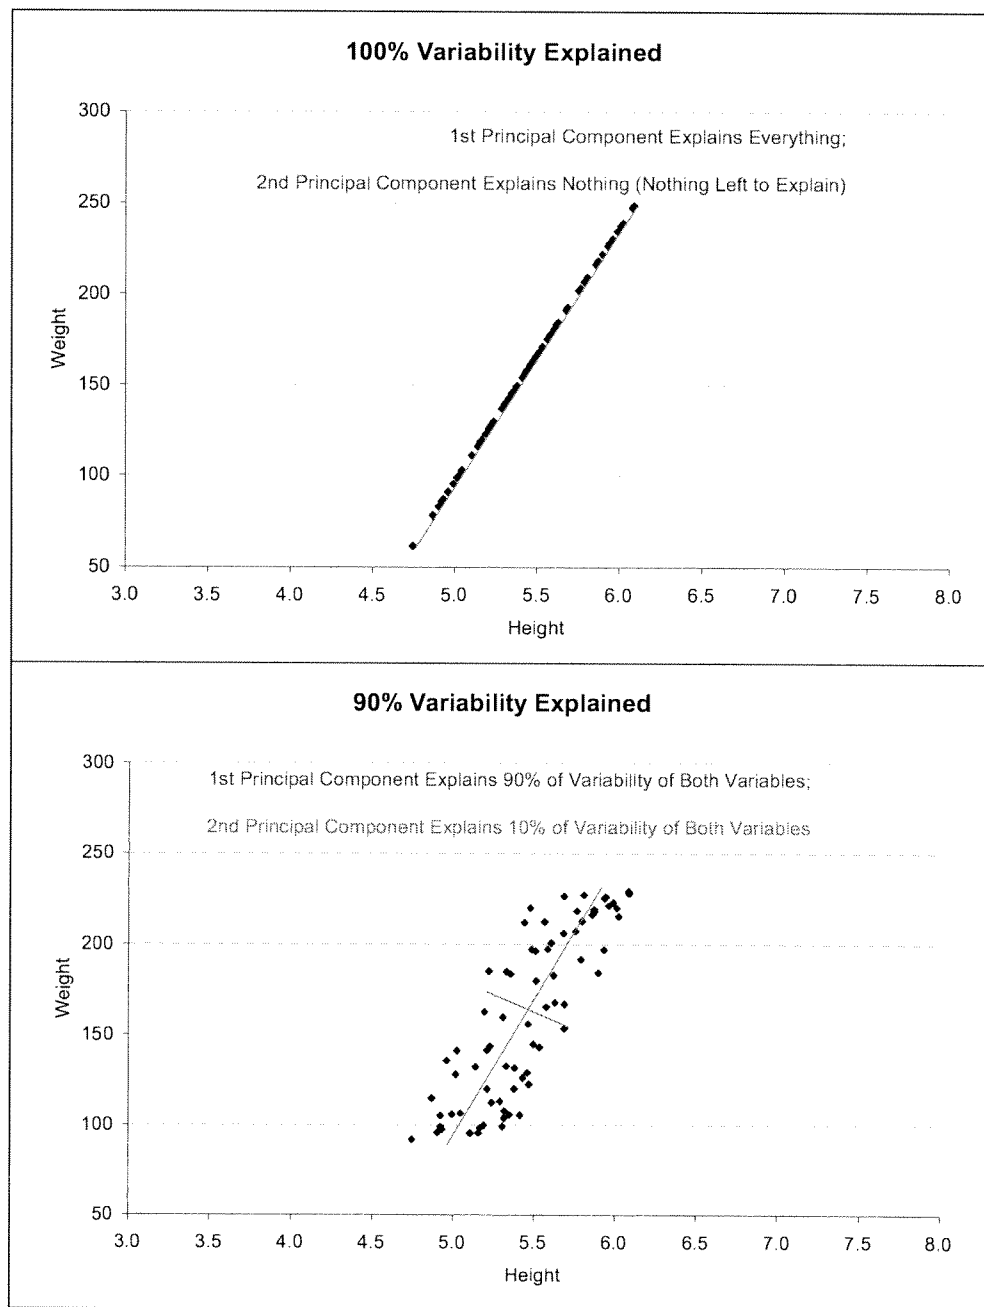 100% Variability Explained
300
1st Principal Component Explains Everything;
2nd Principal Component Explains Nothing (Nothing Left to Explain)
250
200
Weight
150
100
50
3.0 3.5 4.0 4.5 5.0 5.5 6.0 6.5 7.0 7.5 8.0
Height
90% Variability Explained
300
1st Principal Component Explains 90% of Variability of Both Variables;
2nd Principal Component Explains 10% of Variability of Both Variables
250
200
Weight
150
100
50
3.0 3.5 4.0 4.5 5.0 5.5 6.0 6.5 7.0 7.5 8.0
Height